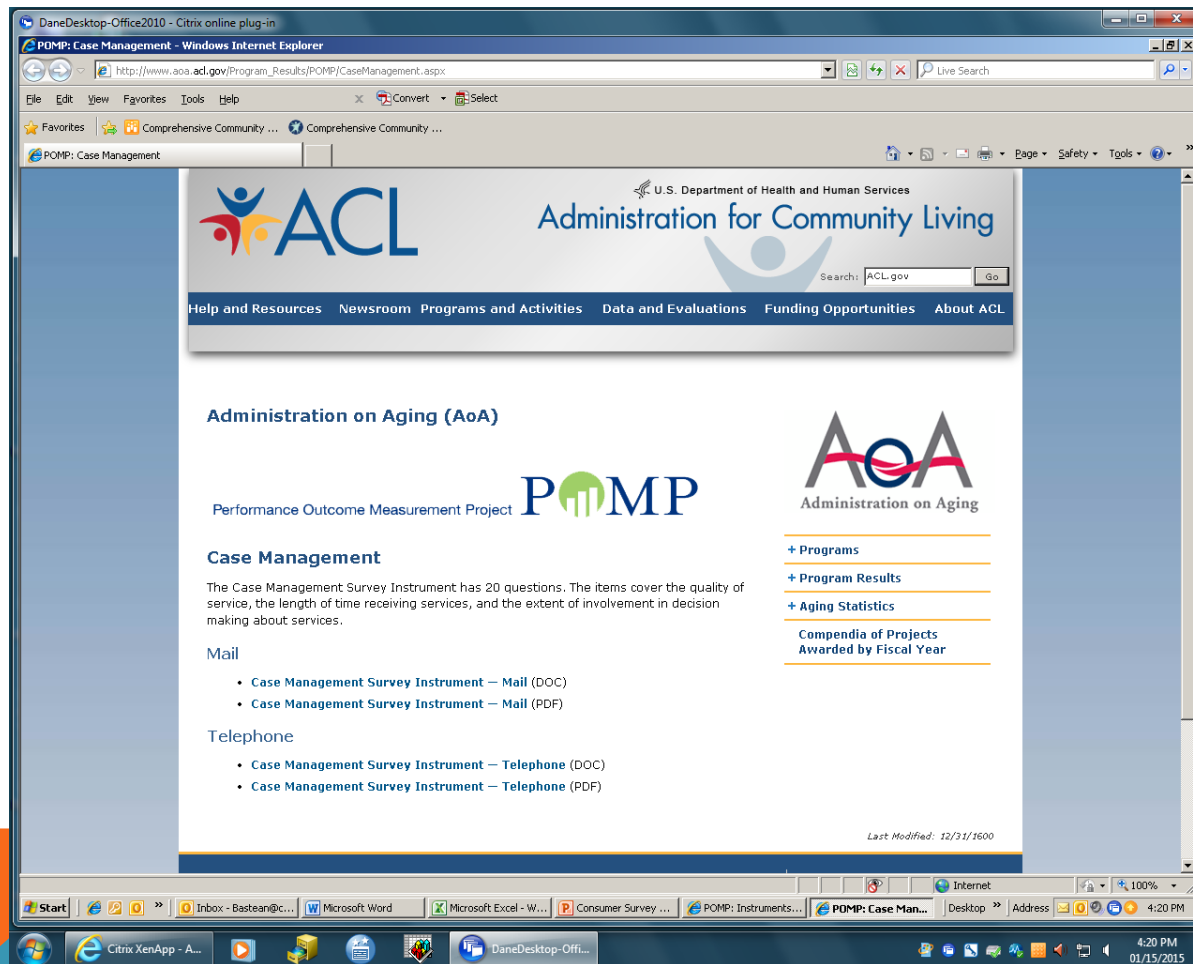 DaneDesktop-Office2010 - Citrix online plug-in
POMP: Case Management - Windows Internet Explorer
http://www.aoa.acl.gov/Program_Results/POMP/CaseManagement.aspx
Live Search
File Edit View Favorites Tools Help
x Convert Select
Favorites Comprehensive Community ... Comprehensive Community ...
POMP: Case Management
Page Safety Tools
ACL
U.S. Department of Health and Human Services
Administration for Community Living
Search: ACL.gov Go
Help and Resources Newsroom Programs and Activities Data and Evaluations Funding Opportunities About ACL
Administration on Aging (AoA)
AoA
Administration on Aging
Performance Outcome Measurement Project POMP
Case Management
The Case Management Survey Instrument has 20 questions. The items cover the quality of
service, the length of time receiving services, and the extent of involvement in decision
making about services.
+ Programs
+ Program Results
+ Aging Statistics
Compendia of Projects
Awarded by Fiscal Year
Mail
• Case Management Survey Instrument — Mail (DOC)
• Case Management Survey Instrument — Mail (PDF)
Telephone
• Case Management Survey Instrument — Telephone (DOC)
• Case Management Survey Instrument — Telephone (PDF)
Last Modified: 12/31/1600
Internet 100%
Start » Inbox - Bastean@c... Microsoft Word Microsoft Excel - W... Consumer Survey ... POMP: Instruments... POMP: Case Man... Desktop » Address 4:20 PM
Citrix XenApp - A... DaneDesktop-Offi...
4:20 PM
01/15/2015